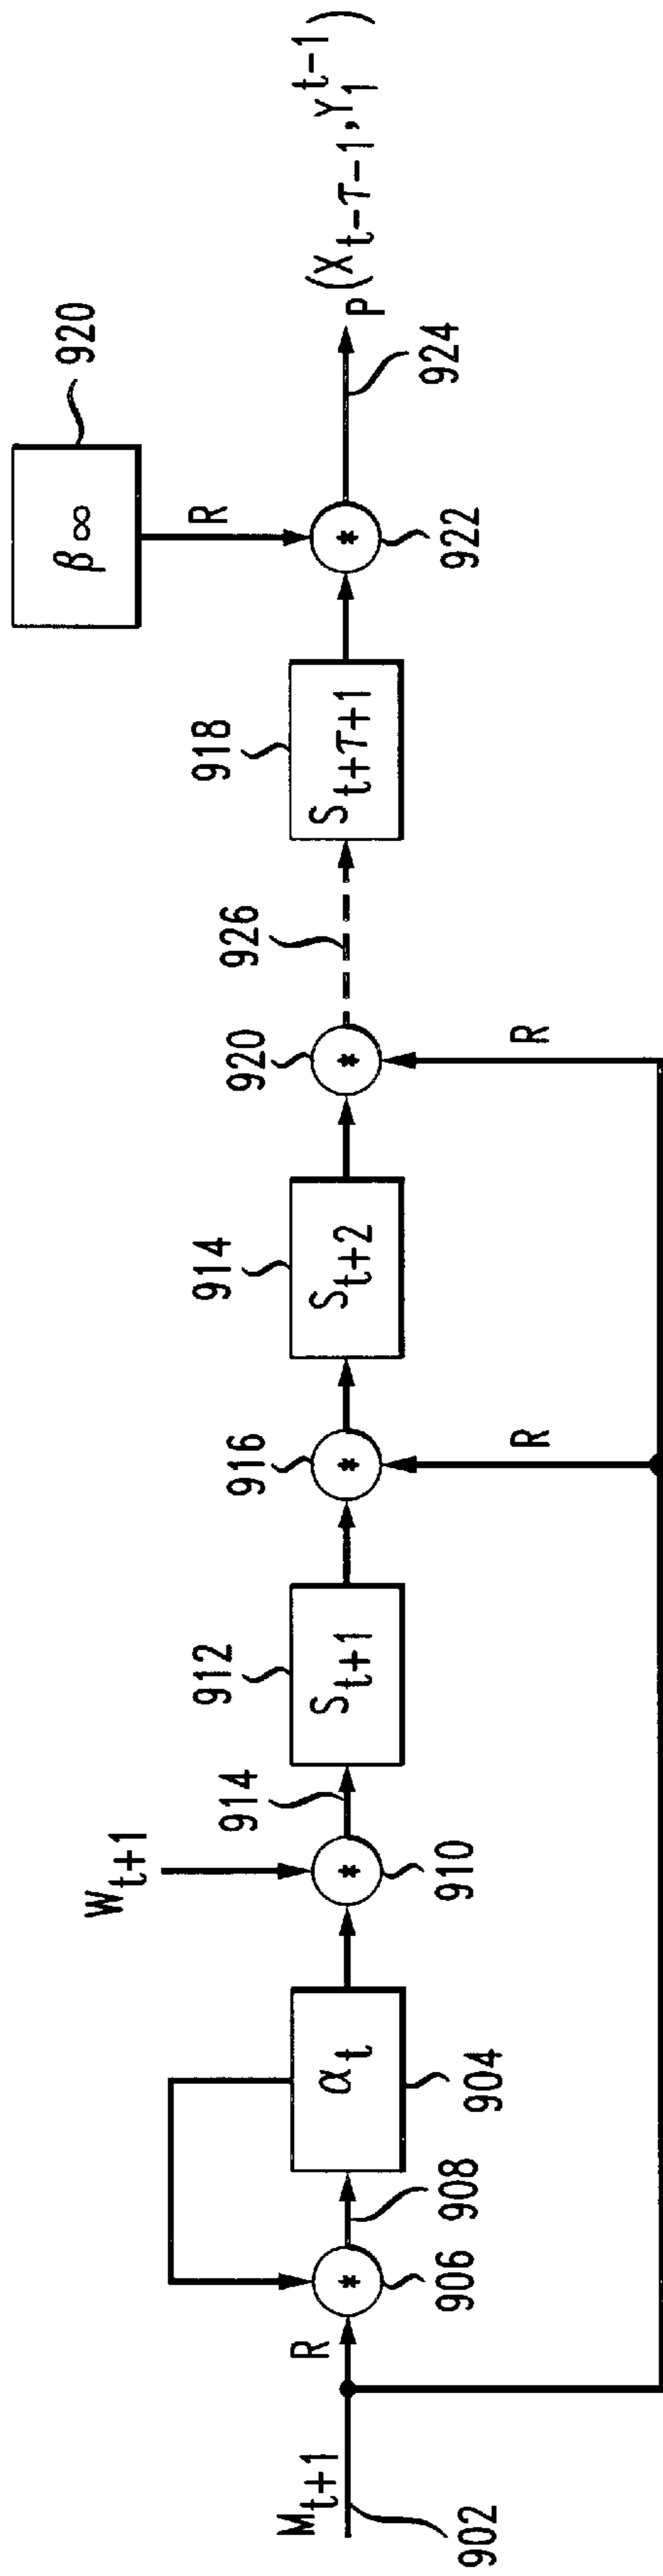 M_{t+1}
902
R
906
908
α_t
904
W_{t+1}
910
914
S_{t+1}
912
916
R
S_{t+2}
914
920
R
926
S_{t+τ+1}
918
β∞
920
R
922
924
P(X_{t-τ-1}, Y_1^{t-1})